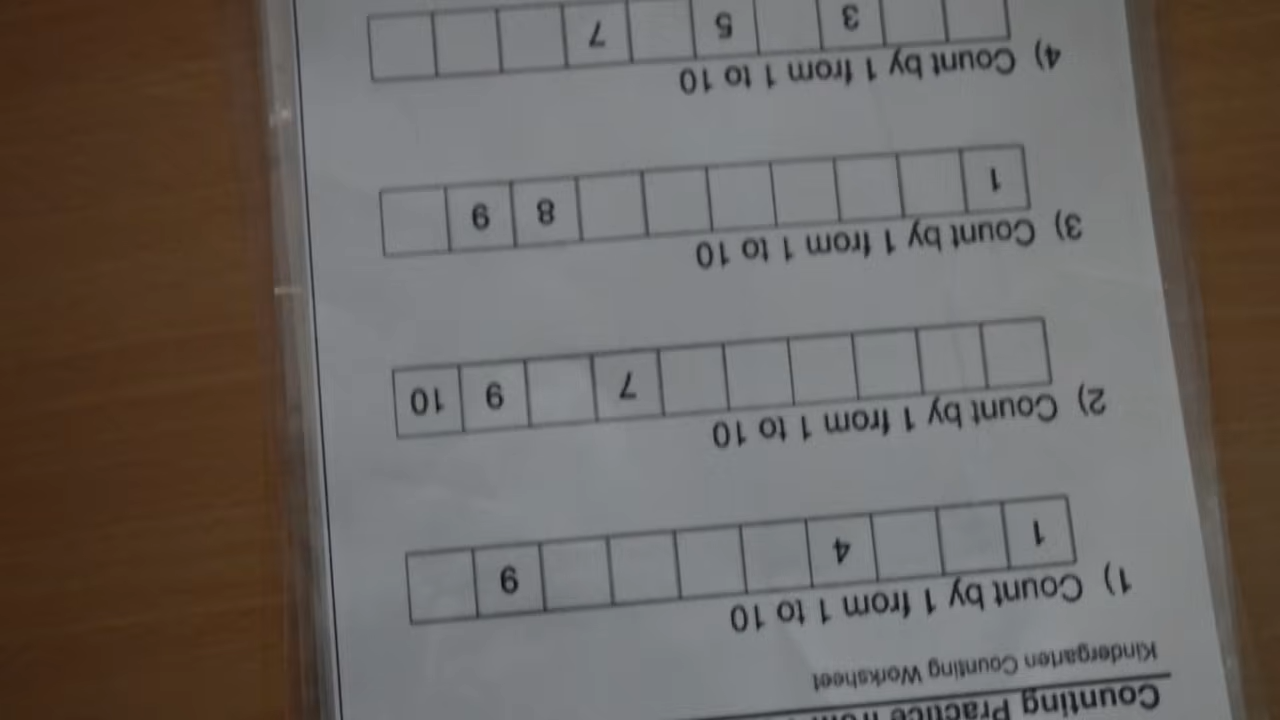 Counting Practice
Kindergarten Counting Worksheet
1) Count by 1 from 1 to 10
1 4 9
2) Count by 1 from 1 to 10
7 9 10
3) Count by 1 from 1 to 10
1 8 9
4) Count by 1 from 1 to 10
3 5 7